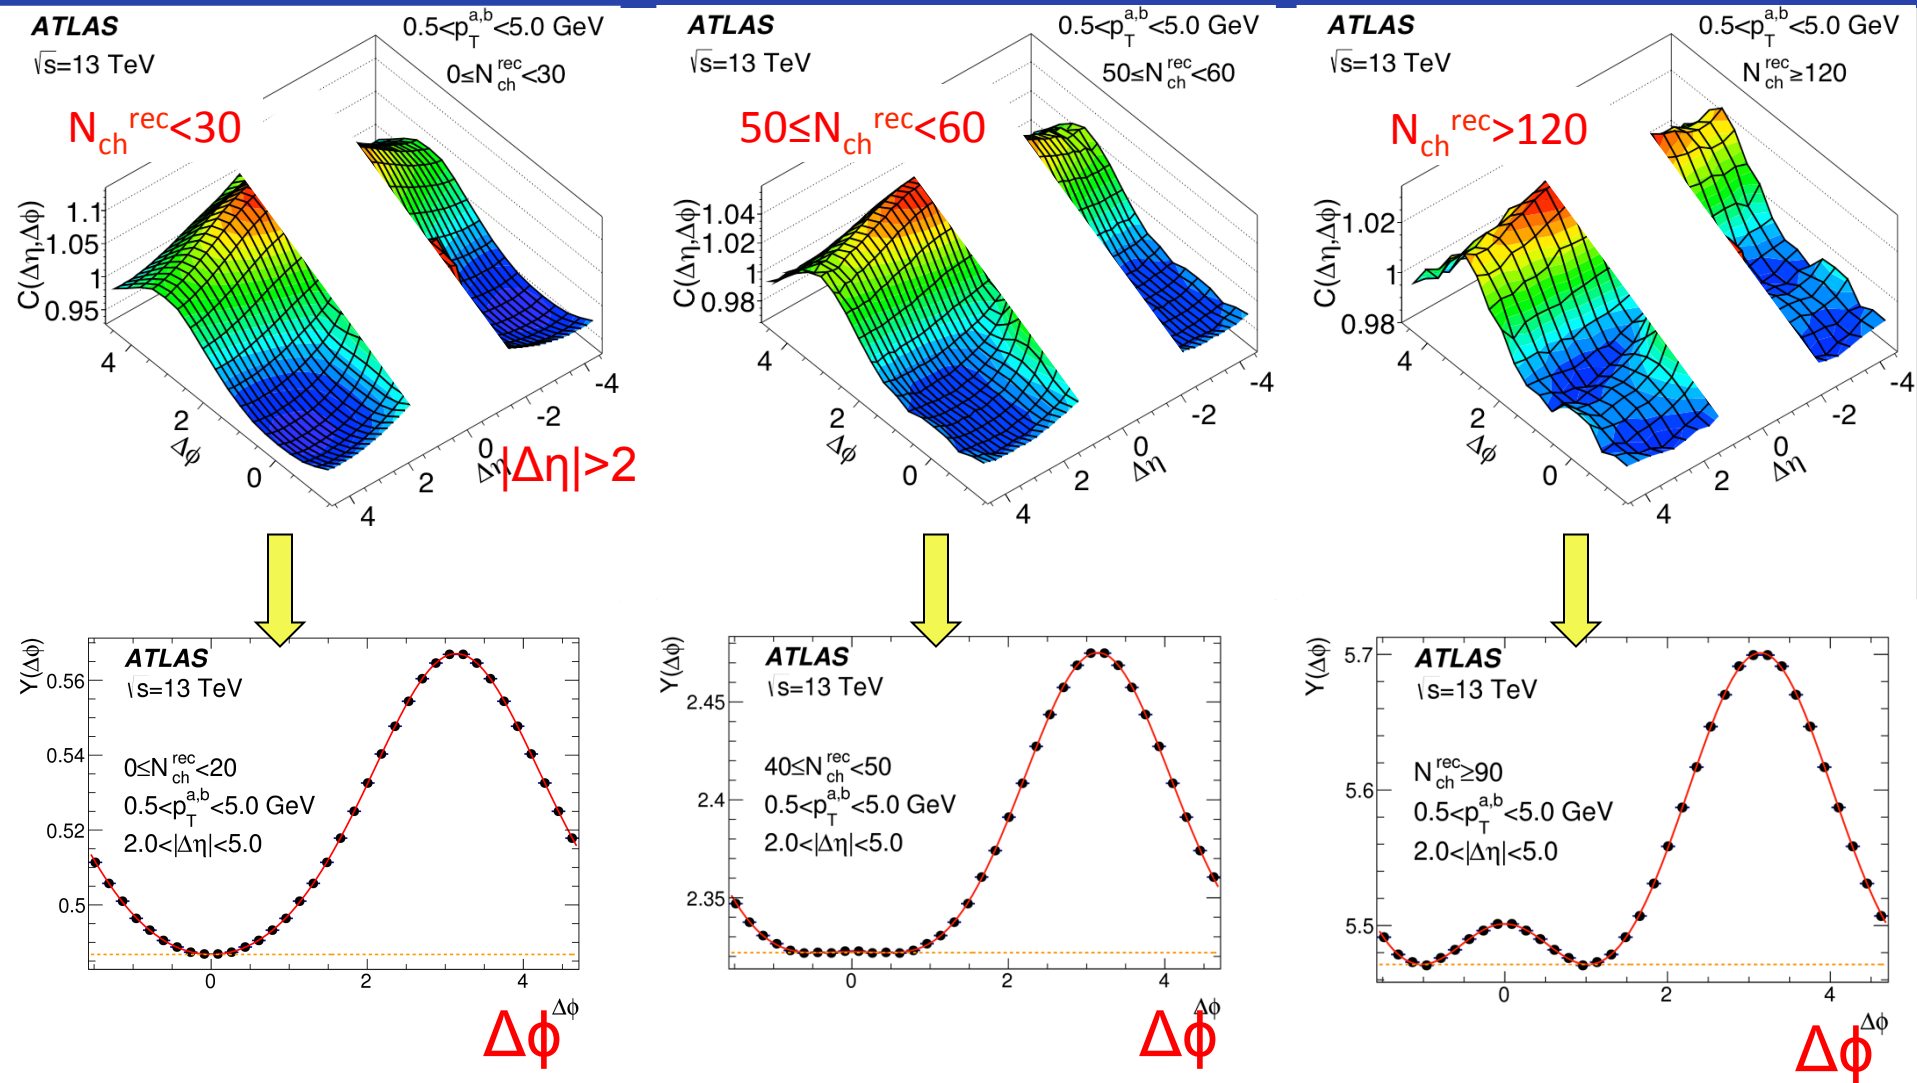 ATLAS
√s=13 TeV
0.5<p_T^{a,b}<5.0 GeV
0≤N_ch^{rec}<30
N_ch^{rec}<30
C(Δη,Δϕ)
1.1
1.05
1
0.95
4
2
Δϕ
0
-4
-2
0
Δη
2
4
|Δη|>2
ATLAS
√s=13 TeV
0.5<p_T^{a,b}<5.0 GeV
50≤N_ch^{rec}<60
50≤N_ch^{rec}<60
C(Δη,Δϕ)
1.04
1.02
1
0.98
4
2
Δϕ
0
-4
-2
0
Δη
2
4
ATLAS
√s=13 TeV
0.5<p_T^{a,b}<5.0 GeV
N_ch^{rec}≥120
N_ch^{rec}>120
C(Δη,Δϕ)
1.02
1
0.98
4
2
Δϕ
0
-4
-2
0
Δη
2
4
Y(Δϕ)
ATLAS
√s=13 TeV
0≤N_ch^{rec}<20
0.5<p_T^{a,b}<5.0 GeV
2.0<|Δη|<5.0
0.56
0.54
0.52
0.5
0 2 4
Δϕ
Δϕ
Y(Δϕ)
ATLAS
√s=13 TeV
40≤N_ch^{rec}<50
0.5<p_T^{a,b}<5.0 GeV
2.0<|Δη|<5.0
2.45
2.4
2.35
0 2 4
Δϕ
Δϕ
Y(Δϕ)
ATLAS
√s=13 TeV
N_ch^{rec}≥90
0.5<p_T^{a,b}<5.0 GeV
2.0<|Δη|<5.0
5.7
5.6
5.5
0 2 4
Δϕ
Δϕ